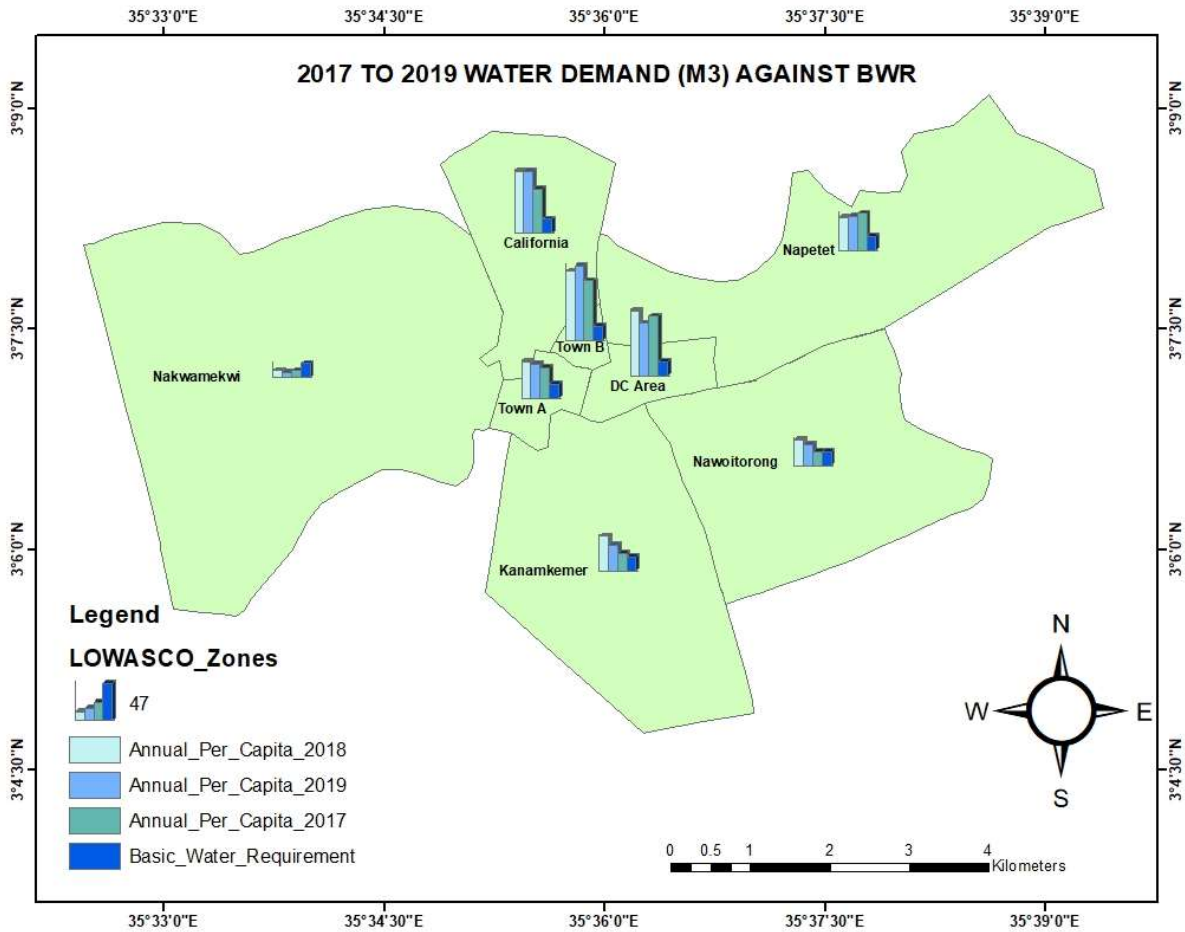 35°33'0"E 35°34'30"E 35°36'0"E 35°37'30"E 35°39'0"E
2017 TO 2019 WATER DEMAND (M3) AGAINST BWR
3°9'0"N 3°9'0"N
California
Napetet
3°7'30"N 3°7'30"N
Town B
Nakwamekwi
DC Area
Town A
Nawoitorong
3°6'0"N 3°6'0"N
Kanamkemer
Legend
LOWASCO_Zones
47
Annual_Per_Capita_2018
Annual_Per_Capita_2019
Annual_Per_Capita_2017
Basic_Water_Requirement
N
W E
S
3°4'30"N 3°4'30"N
0 0.5 1 2 3 4
Kilometers
35°33'0"E 35°34'30"E 35°36'0"E 35°37'30"E 35°39'0"E